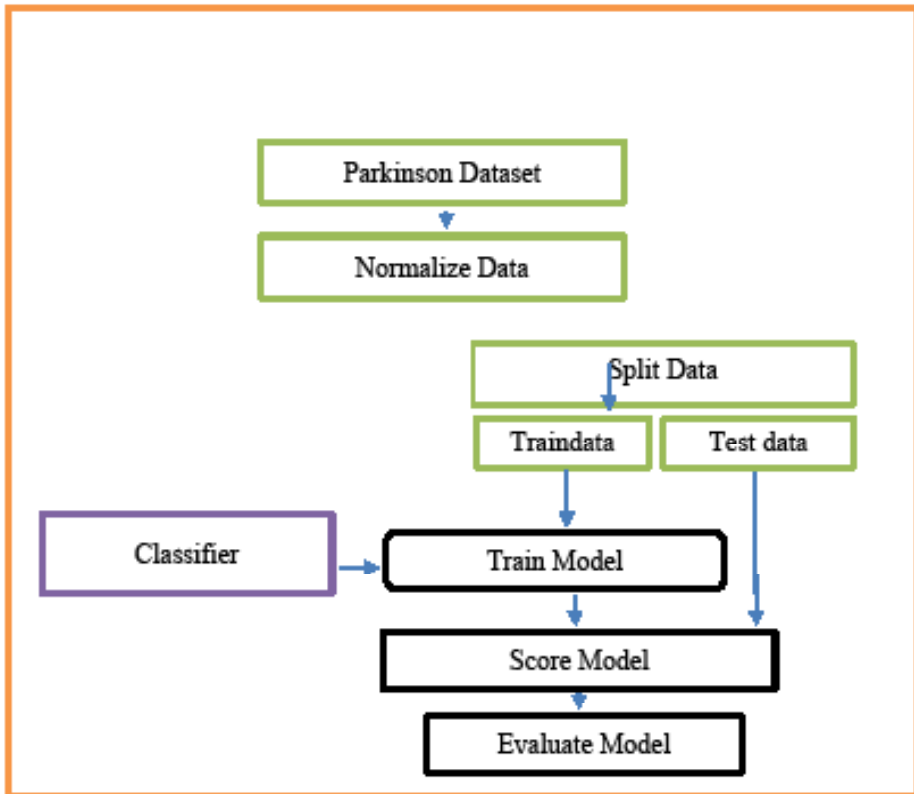 Parkinson Dataset
Normalize Data
Split Data
Traindata
Test data
Classifier
Train Model
Score Model
Evaluate Model